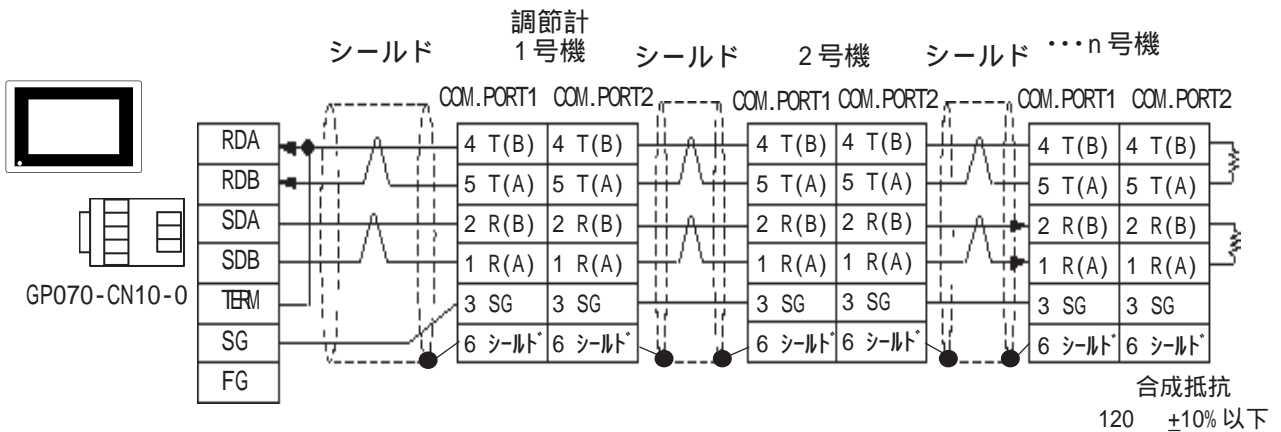 調節計
シールド 1号機 シールド 2号機 シールド ・・・n号機
COM.PORT1 COM.PORT2 COM.PORT1 COM.PORT2 COM.PORT1 COM.PORT2
RDA 4 T(B) 4 T(B) 4 T(B) 4 T(B) 4 T(B) 4 T(B)
RDB 5 T(A) 5 T(A) 5 T(A) 5 T(A) 5 T(A) 5 T(A)
SDA 2 R(B) 2 R(B) 2 R(B) 2 R(B) 2 R(B) 2 R(B)
SDB 1 R(A) 1 R(A) 1 R(A) 1 R(A) 1 R(A) 1 R(A)
GP070-CN10-0
TERM 3 SG 3 SG 3 SG 3 SG 3 SG 3 SG
SG 6 シールド 6 シールド 6 シールド 6 シールド 6 シールド 6 シールド
FG
合成抵抗
120 ±10% 以下